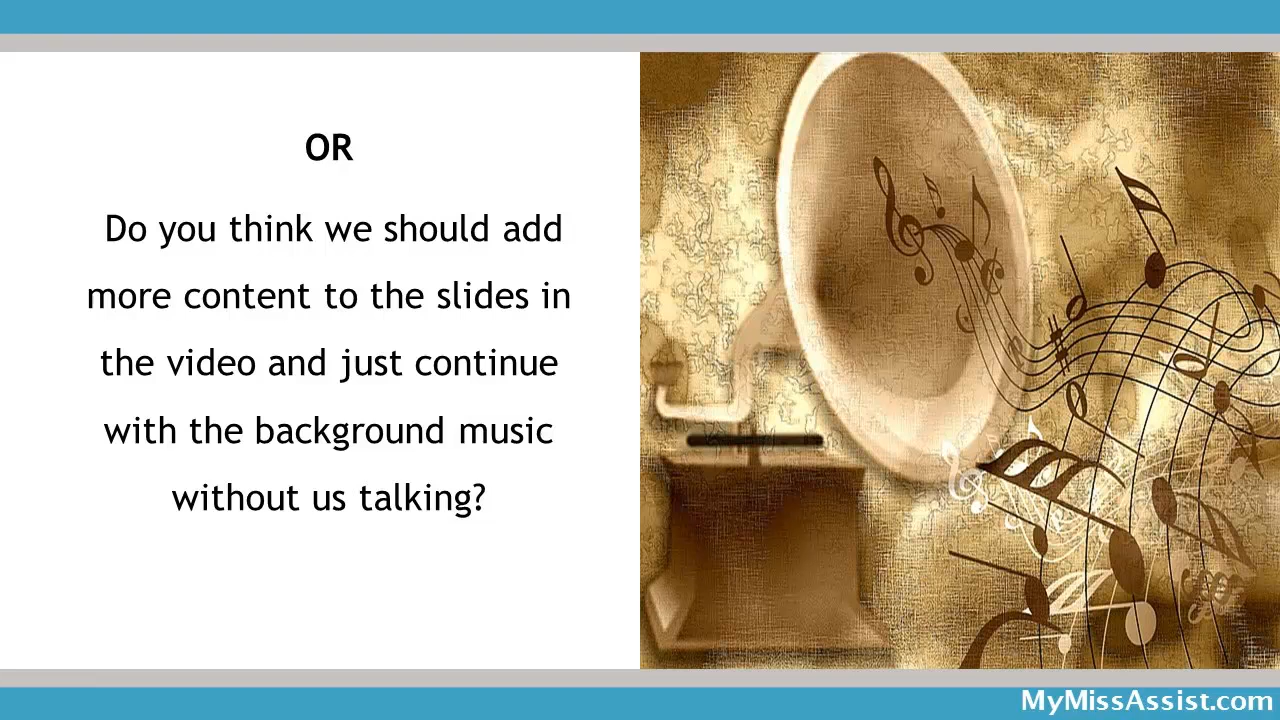 OR
Do you think we should add
more content to the slides in
the video and just continue
with the background music
without us talking?
MyMissAssist.com